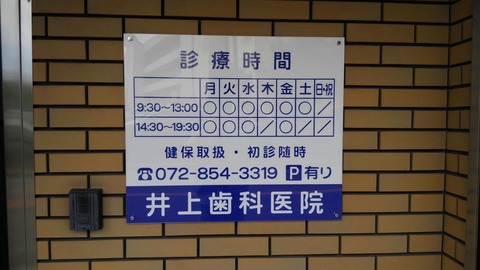 診療時間
月 火 水 木 金 土 日・祝
9:30〜13:00 ○ ○ ○ ○ ○ ○ ／
14:30〜19:30 ○ ○ ○ ／ ○ ／ ／
健保取扱・初診随時
☎072-854-3319 P有り
井上歯科医院